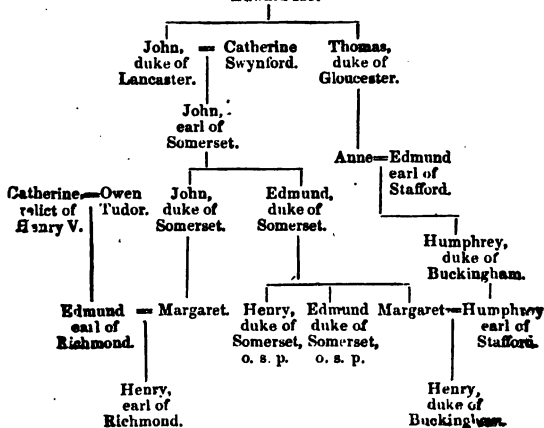 John, = Catherine Thomas,
duke of Swynford. duke of
Lancaster. Gloucester.
John,
earl of
Somerset.
Anne=Edmund
earl of
Stafford.
Catherine,=Owen John, Edmund,
relict of Tudor. duke of duke of
Henry V. Somerset. Somerset.
Humphrey,
duke of
Buckingham.
Edmund = Margaret. Henry, Edmund Margaret=Humphrey
earl of duke of duke of earl of
Richmond. Somerset, Somerset, Stafford.
o. s. p. o. s. p.
Henry, Henry,
earl of duke of
Richmond. Buckingham.